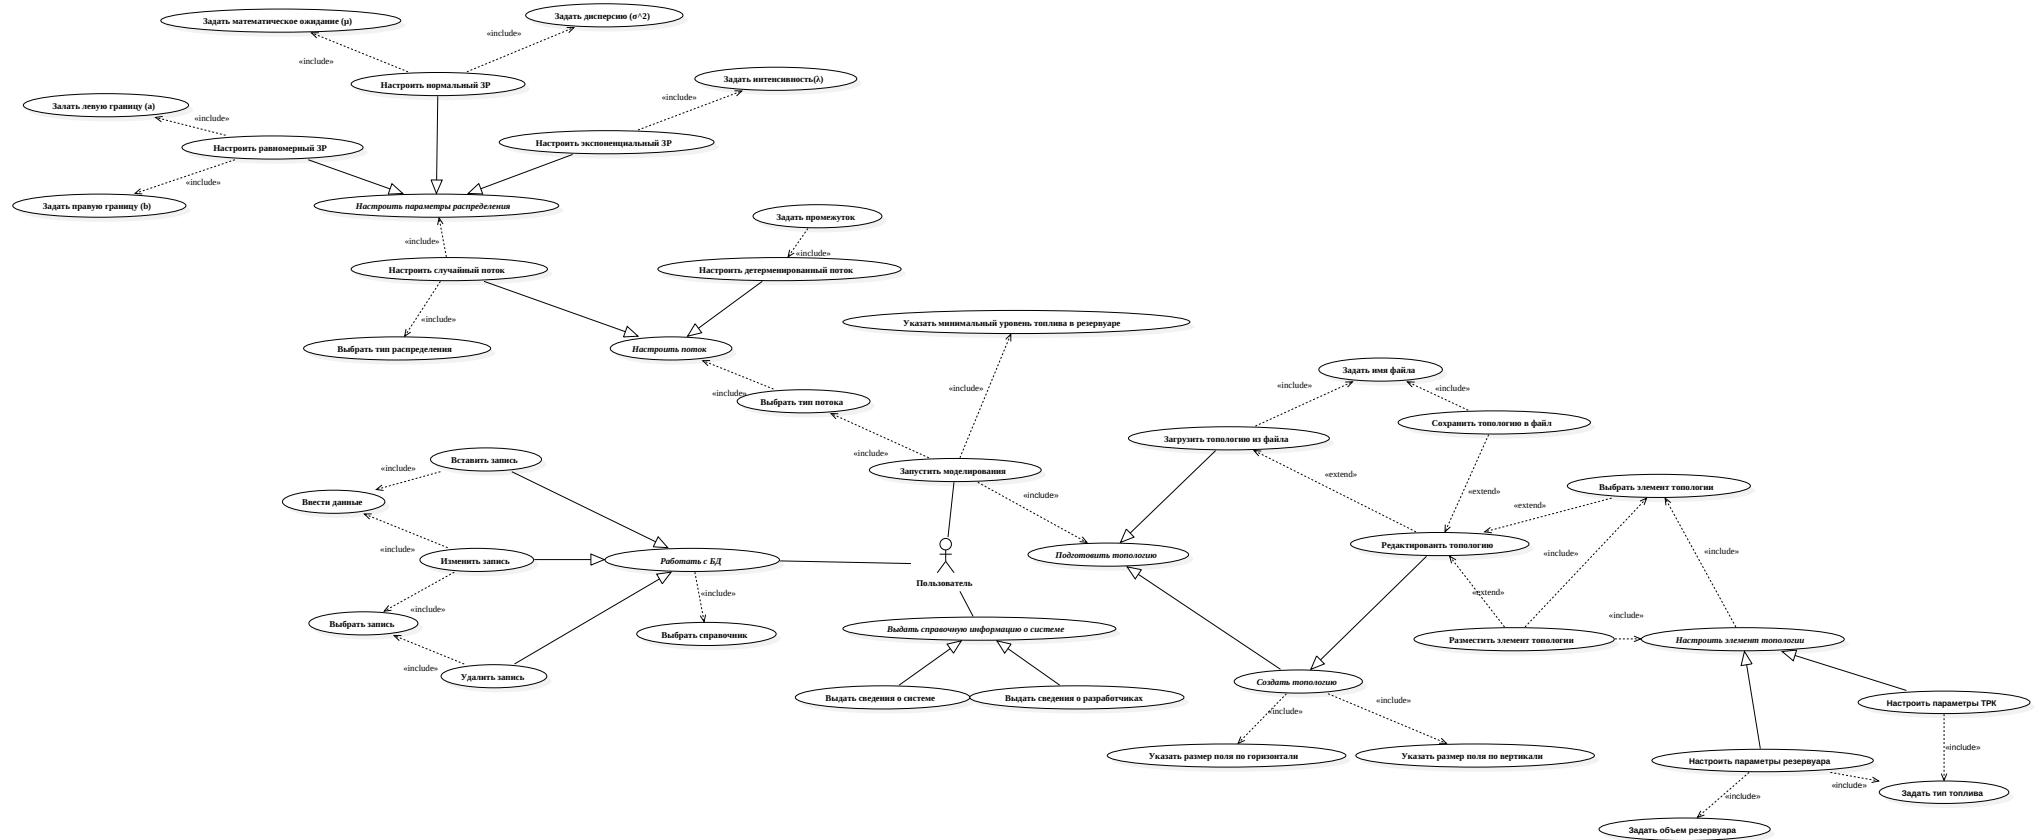 Задать математическое ожидание (μ)
Задать дисперсию (σ^2)
«include»
«include»
Настроить нормальный ЗР
Задать интенсивность(λ)
«include»
Залать левую границу (a)
«include»
Настроить равномерный ЗР
Настроить экспоненциальный ЗР
«include»
Задать правую границу (b)
Настроить параметры распределения
Задать промежуток
«include»
«include»
Настроить случайный поток
Настроить детерменированный поток
«include»
Указать минимальный уровень топлива в резервуаре
Выбрать тип распределения
Настроить поток
«include»
«include»
Выбрать тип потока
Задать имя файла
«include»
«include»
Загрузить топологию из файла
Сохранить топологию в файл
«include»
Вставить запись
Запустить моделирования
«include»
«extend»
«extend»
Выбрать элемент топологии
Ввести данные
«include»
«extend»
«include»
Изменить запись
Работать с БД
Подготовить топологию
Редактированть топологию
«include»
«include»
Пользователь
«include»
«include»
«extend»
«include»
Выбрать запись
Выбрать справочник
Выдать справочную информацию о системе
Разместить элемент топологии
Настроить элемент топологии
«include»
Удалить запись
Создать топологию
Выдать сведения о системе
Выдать сведения о разработчиках
«include»
«include»
Настроить параметры ТРК
Указать размер поля по горизонтали
Указать размер поля по вертикали
«include»
Настроить параметры резервуара
«include»
«include»
Задать тип топлива
Задать объем резервуара